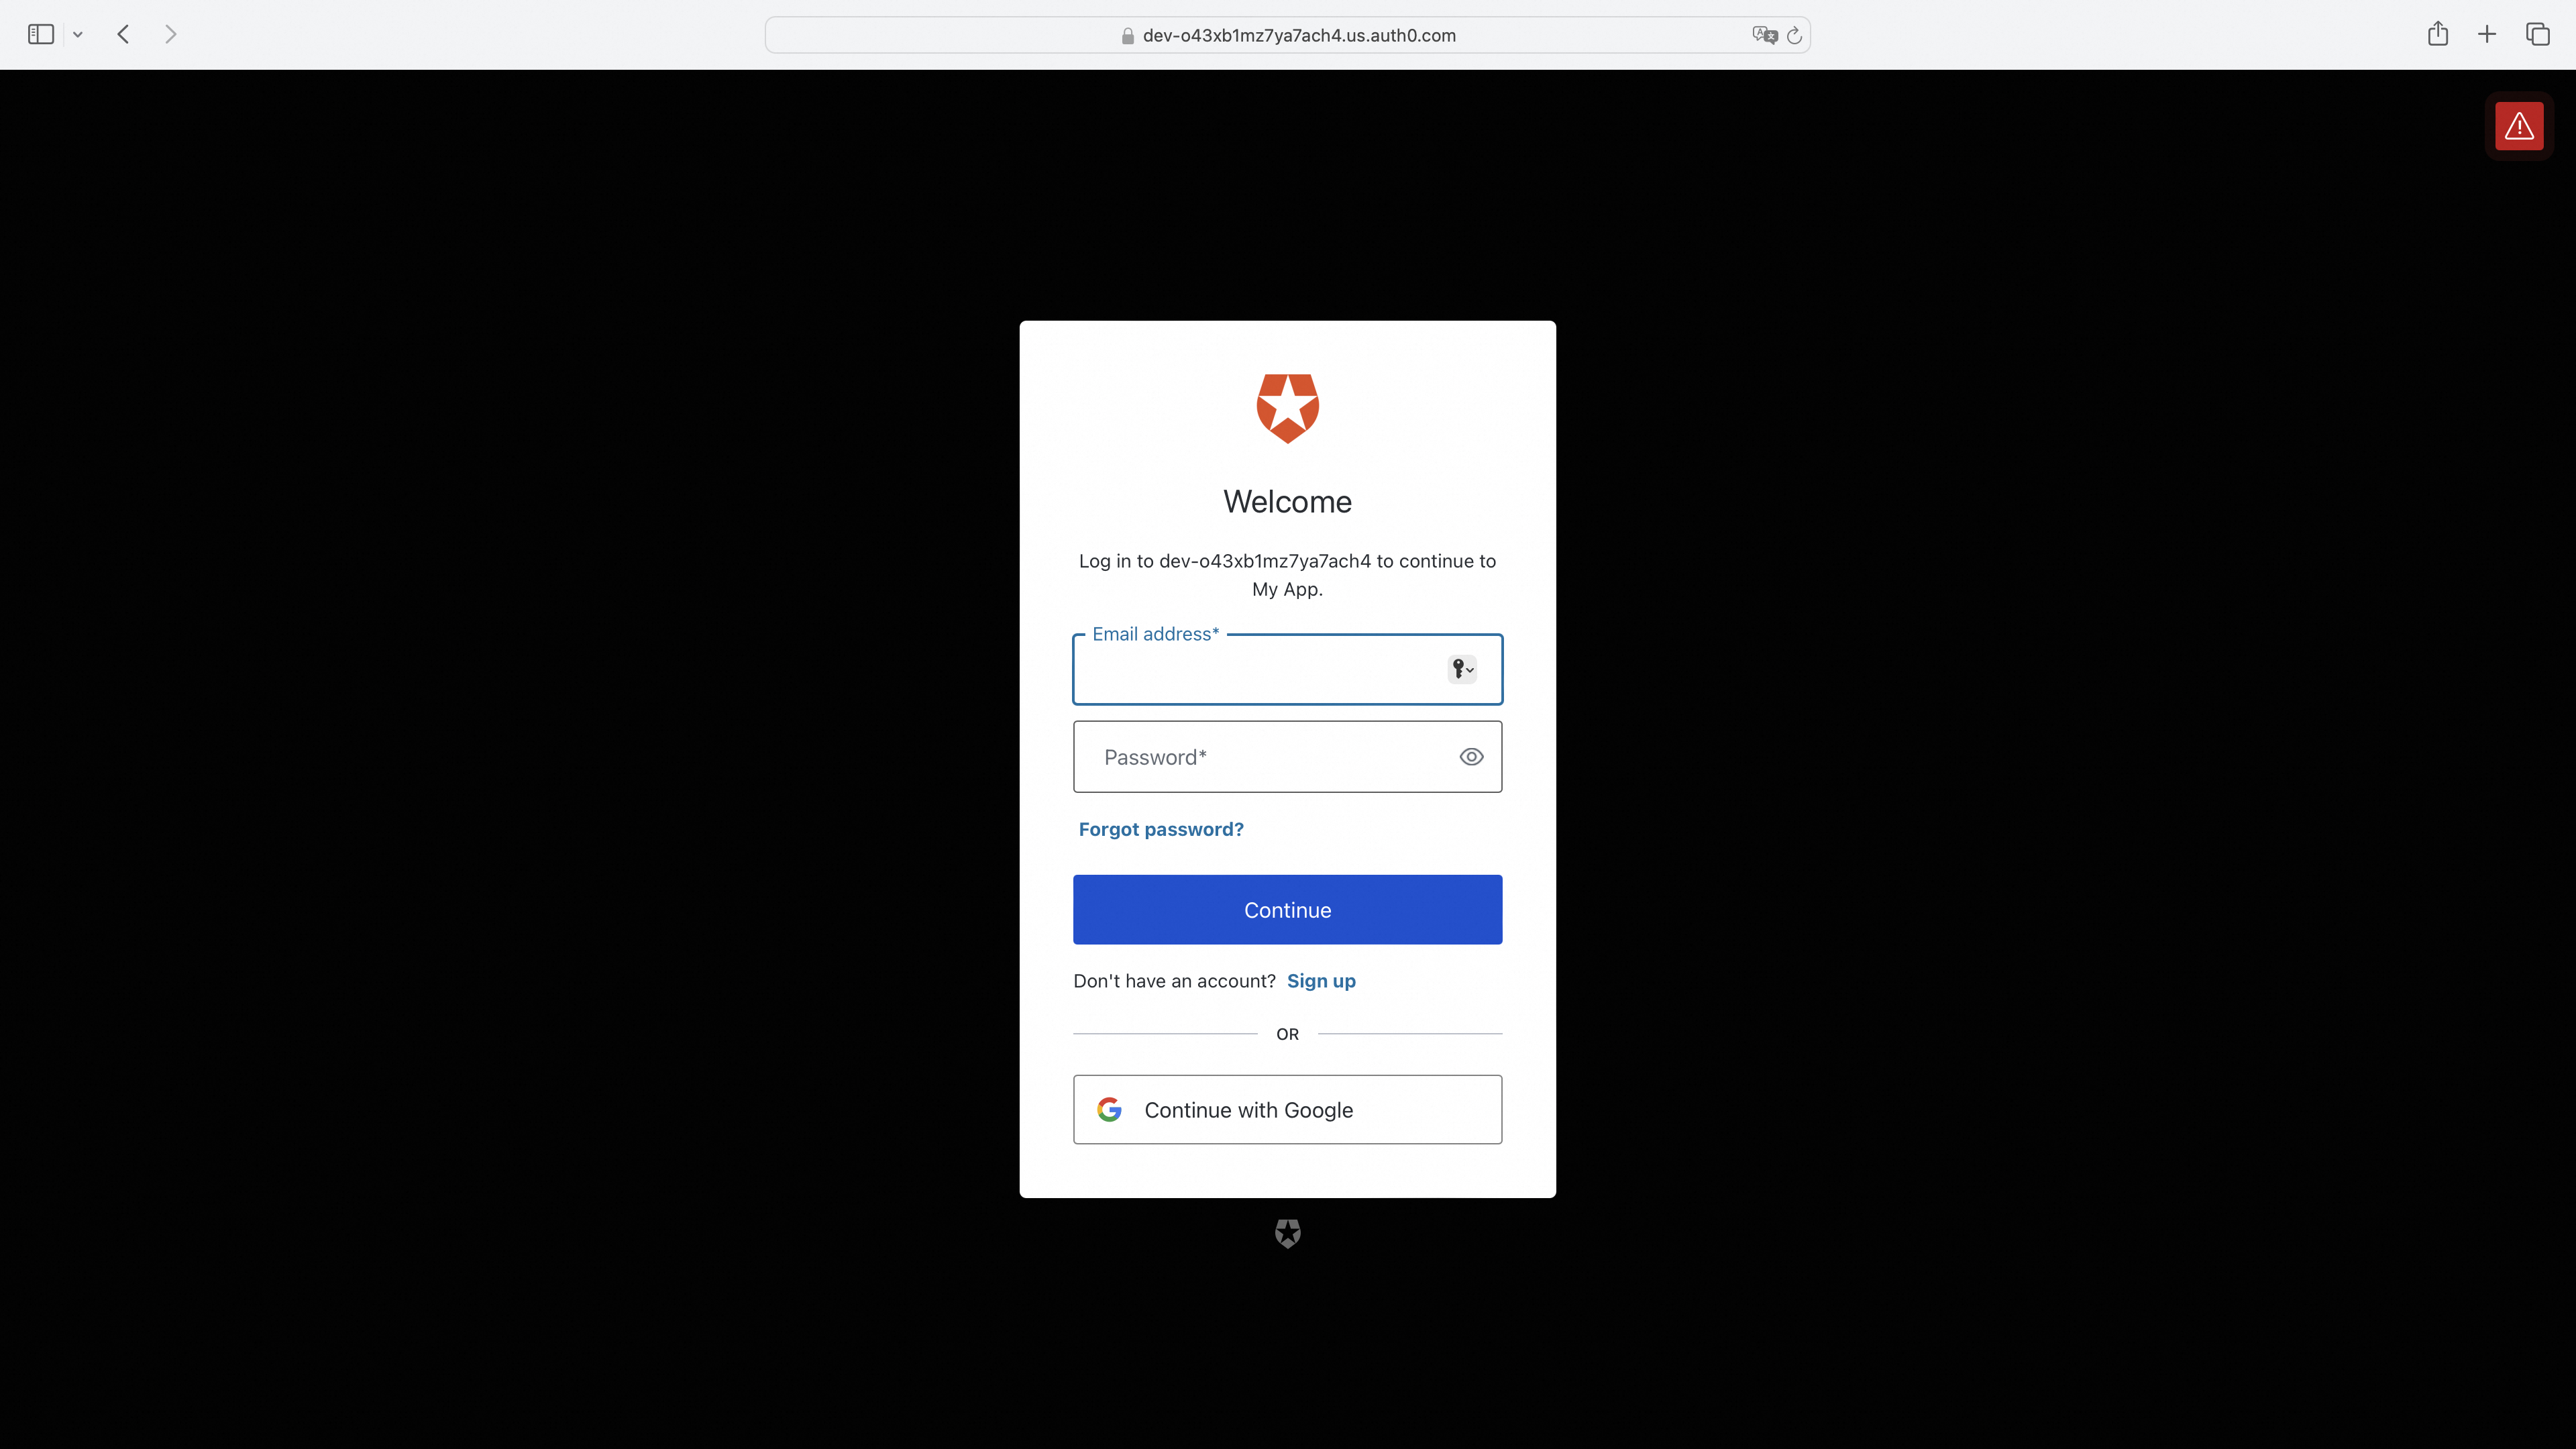 dev-o43xb1mz7ya7ach4.us.auth0.com
Welcome
Log in to dev-o43xb1mz7ya7ach4 to continue to
My App.
Email address*
Password*
Forgot password?
Continue
Don't have an account? Sign up
OR
Continue with Google